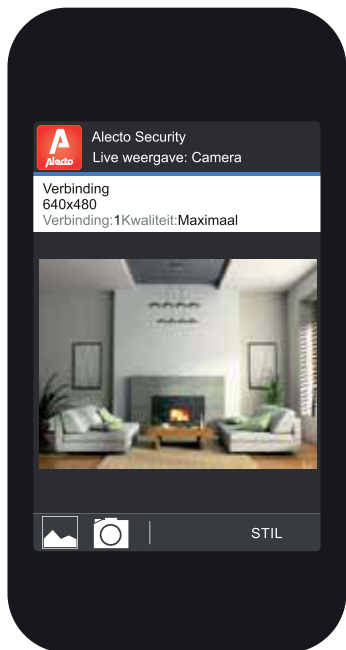 Alecto
Alecto Security
Live weergave: Camera
Verbinding
640x480
Verbinding:1Kwaliteit:Maximaal
STIL